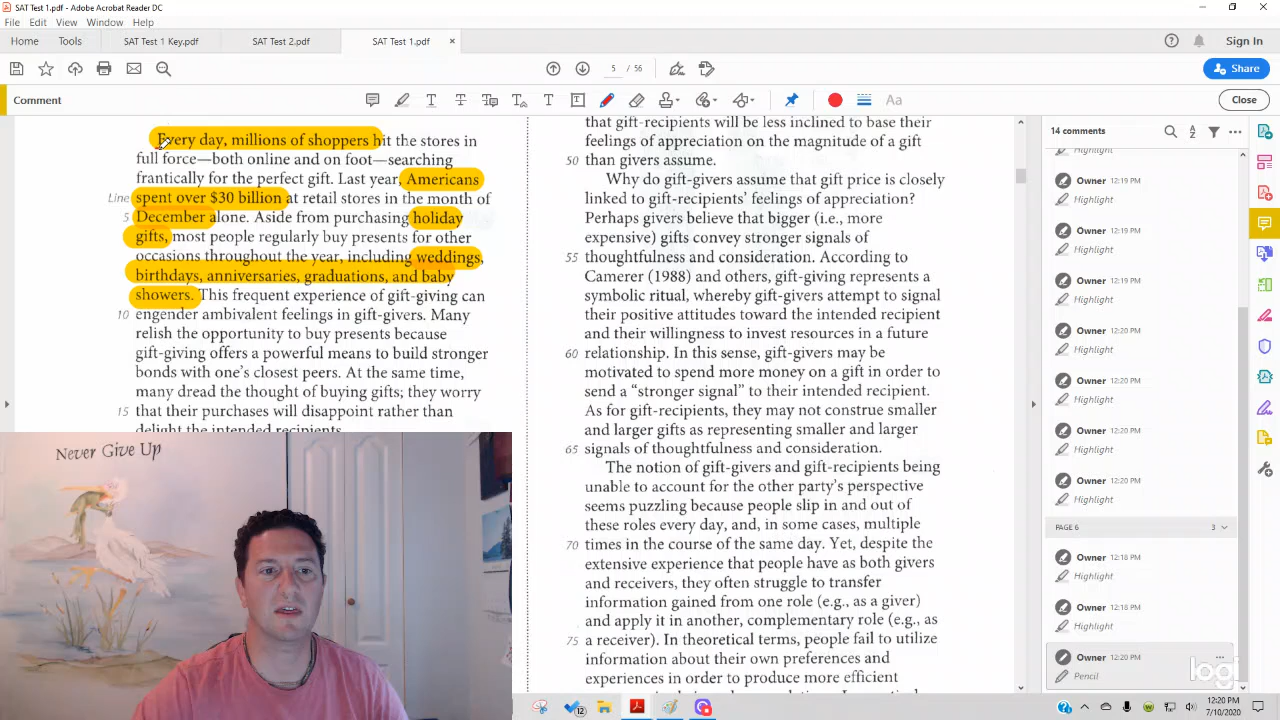 SAT Test 1.pdf - Adobe Acrobat Reader DC
File Edit View Window Help
Home Tools SAT Test 1 Key.pdf SAT Test 2.pdf SAT Test 1.pdf × Sign In
5 / 56 Share
Comment Close
Every day, millions of shoppers hit the stores in
full force—both online and on foot—searching
frantically for the perfect gift. Last year, Americans
Line spent over $30 billion at retail stores in the month of
5 December alone. Aside from purchasing holiday
gifts, most people regularly buy presents for other
occasions throughout the year, including weddings,
birthdays, anniversaries, graduations, and baby
showers. This frequent experience of gift-giving can
10 engender ambivalent feelings in gift-givers. Many
relish the opportunity to buy presents because
gift-giving offers a powerful means to build stronger
bonds with one's closest peers. At the same time,
many dread the thought of buying gifts; they worry
15 that their purchases will disappoint rather than
delight the intended recipients.
that gift-recipients will be less inclined to base their
feelings of appreciation on the magnitude of a gift
50 than givers assume.
Why do gift-givers assume that gift price is closely
linked to gift-recipients' feelings of appreciation?
Perhaps givers believe that bigger (i.e., more
expensive) gifts convey stronger signals of
55 thoughtfulness and consideration. According to
Camerer (1988) and others, gift-giving represents a
symbolic ritual, whereby gift-givers attempt to signal
their positive attitudes toward the intended recipient
and their willingness to invest resources in a future
60 relationship. In this sense, gift-givers may be
motivated to spend more money on a gift in order to
send a "stronger signal" to their intended recipient.
As for gift-recipients, they may not construe smaller
and larger gifts as representing smaller and larger
65 signals of thoughtfulness and consideration.
The notion of gift-givers and gift-recipients being
unable to account for the other party's perspective
seems puzzling because people slip in and out of
these roles every day, and, in some cases, multiple
70 times in the course of the same day. Yet, despite the
extensive experience that people have as both givers
and receivers, they often struggle to transfer
information gained from one role (e.g., as a giver)
and apply it in another, complementary role (e.g., as
75 a receiver). In theoretical terms, people fail to utilize
information about their own preferences and
experiences in order to produce more efficient
14 comments
Highlight
Owner 12:19 PM
Highlight
Owner 12:19 PM
Highlight
Owner 12:19 PM
Highlight
Owner 12:20 PM
Highlight
Owner 12:20 PM
Highlight
Owner 12:20 PM
Highlight
Owner 12:20 PM
Highlight
PAGE 6 3
Owner 12:18 PM
Highlight
Owner 12:18 PM
Highlight
Owner 12:20 PM
Pencil
Never Give Up
logi
12
12:20 PM
7/10/2020